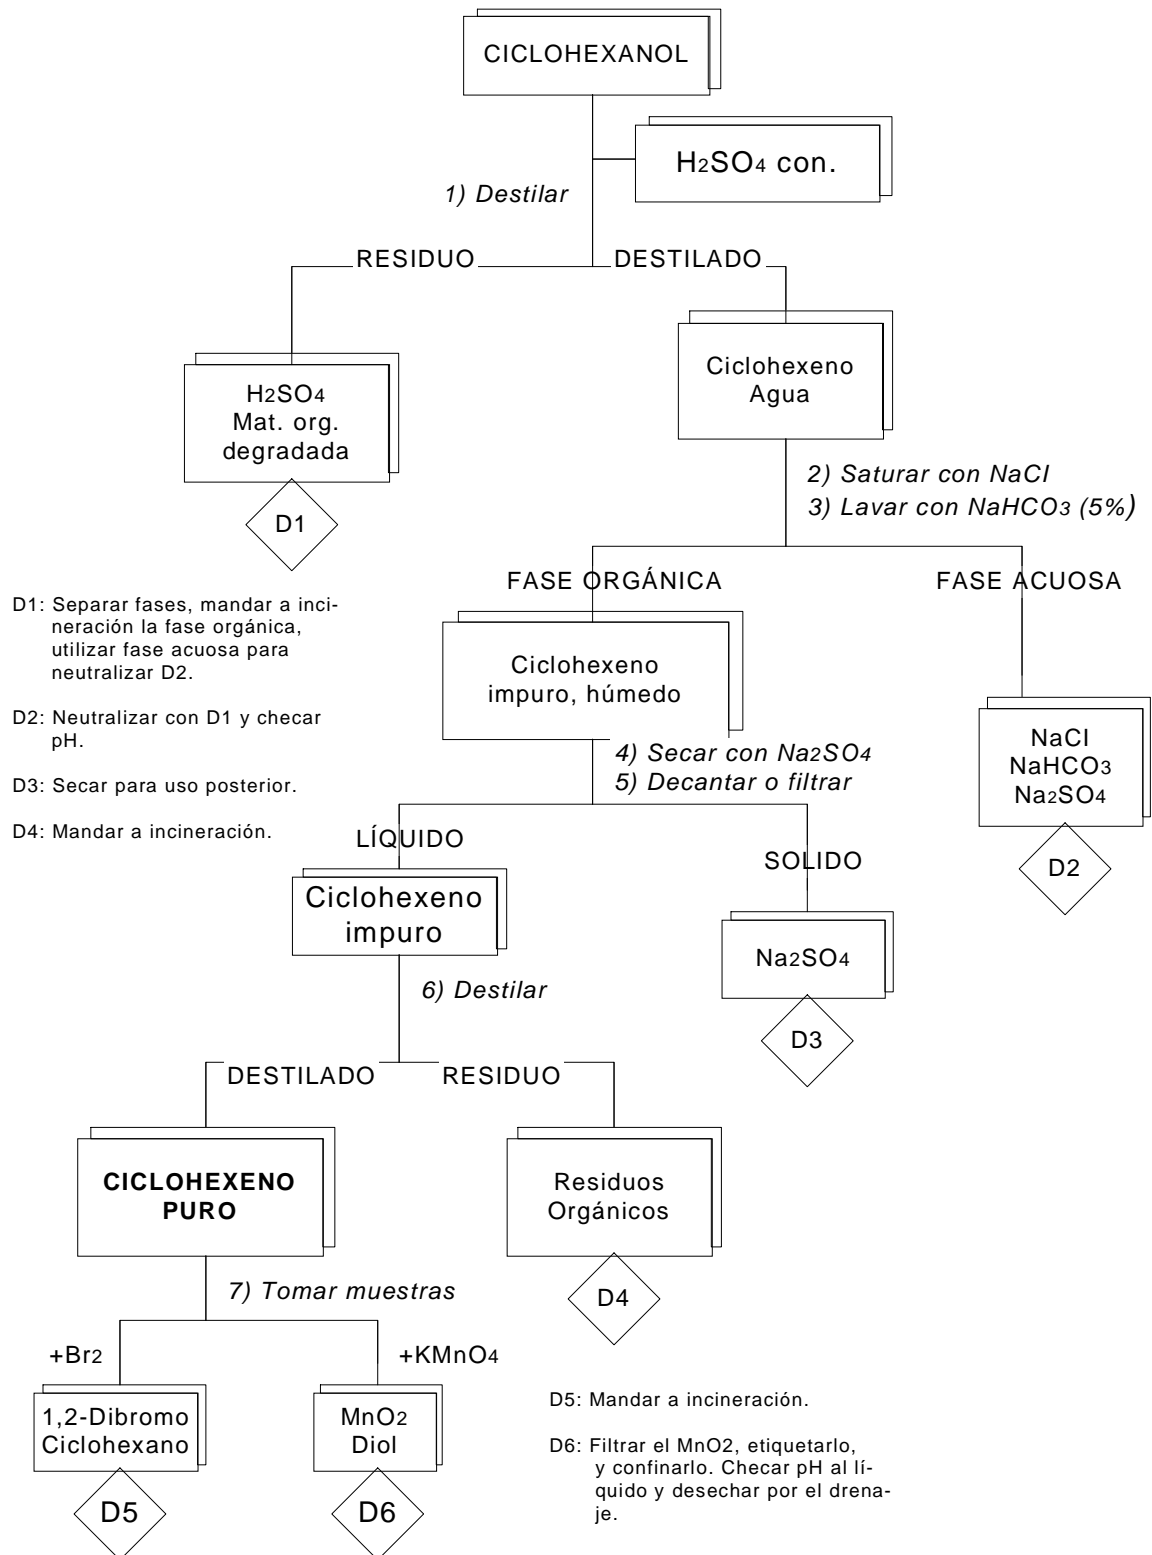 CICLOHEXANOL
H2SO4 con.
1) Destilar
RESIDUO
DESTILADO
H2SO4
Mat. org.
degradada
D1
Ciclohexeno
Agua
2) Saturar con NaCl
3) Lavar con NaHCO3 (5%)
FASE ORGÁNICA
FASE ACUOSA
D1: Separar fases, mandar a inci-
neración la fase orgánica,
utilizar fase acuosa para
neutralizar D2.
D2: Neutralizar con D1 y checar
pH.
D3: Secar para uso posterior.
D4: Mandar a incineración.
Ciclohexeno
impuro, húmedo
NaCl
NaHCO3
Na2SO4
D2
4) Secar con Na2SO4
5) Decantar o filtrar
LÍQUIDO
SOLIDO
Ciclohexeno
impuro
Na2SO4
D3
6) Destilar
DESTILADO
RESIDUO
CICLOHEXENO
PURO
Residuos
Orgánicos
D4
7) Tomar muestras
+Br2
+KMnO4
1,2-Dibromo
Ciclohexano
D5
MnO2
Diol
D6
D5: Mandar a incineración.
D6: Filtrar el MnO2, etiquetarlo,
y confinarlo. Checar pH al lí-
quido y desechar por el drena-
je.